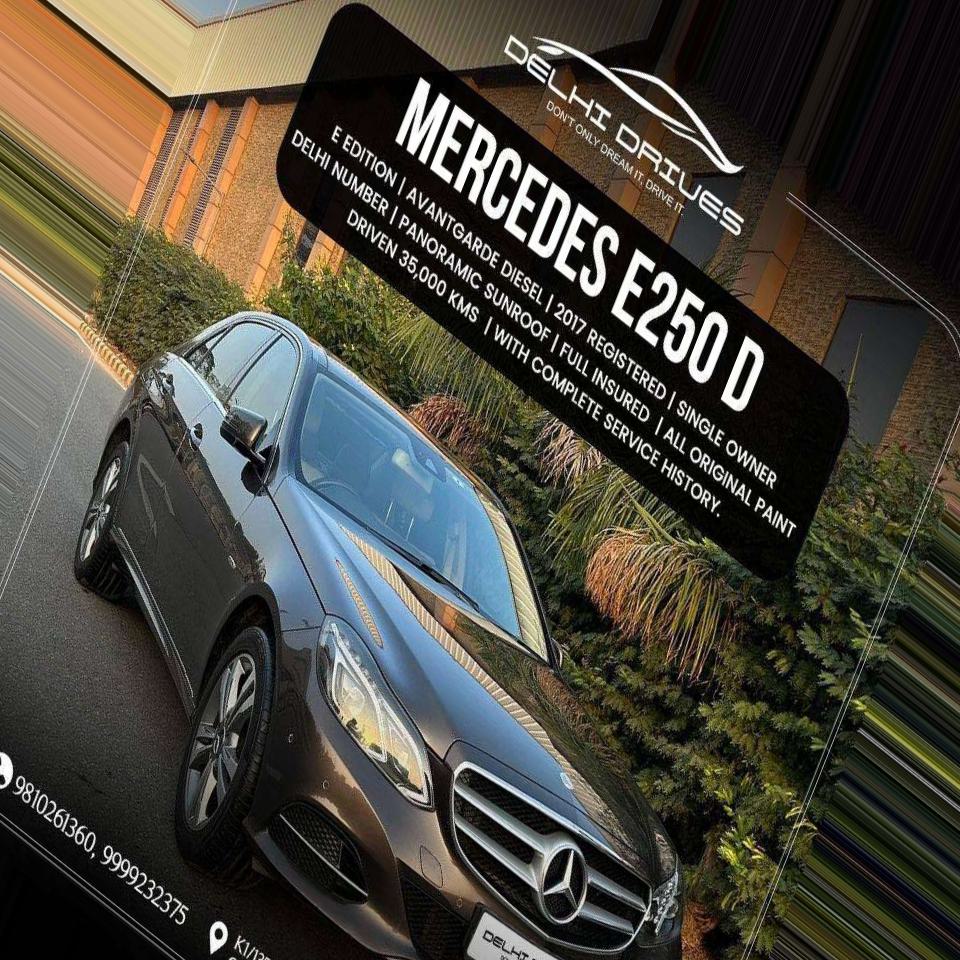 DELHI DRIVES
DON'T ONLY DREAM IT, DRIVE IT.
MERCEDES E250 D
E EDITION | AVANTGARDE DIESEL | 2017 REGISTERED | SINGLE OWNER
DELHI NUMBER | PANORAMIC SUNROOF | FULL INSURED | ALL ORIGINAL PAINT
DRIVEN 35,000 KMS | WITH COMPLETE SERVICE HISTORY.
9810261360, 9999232375